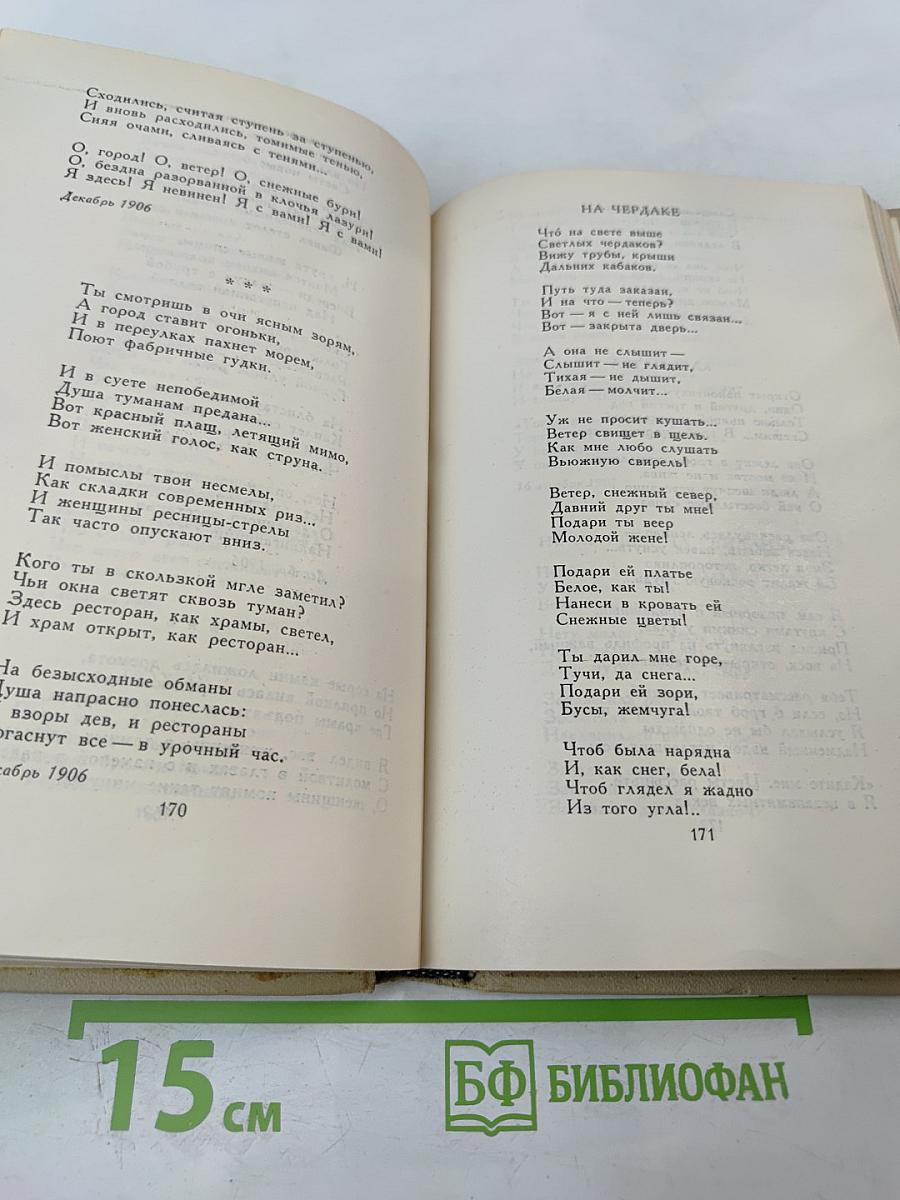 Сходились, считая ступень за ступенью,
И вновь расходились, томимые тенью,
Сияя очами, сливаясь с тенями...
О, город! О, ветер! О, снежные бури!
О, бездна разорванной в клочья лазури!
Я здесь! Я невинен! Я с вами! Я с вами!
Декабрь 1906
* * *
Ты смотришь в очи ясным зорям,
А город ставит огоньки,
И в переулках пахнет морем,
Поют фабричные гудки.
И в суете непобедимой
Душа туманам предана...
Вот красный плащ, летящий мимо,
Вот женский голос, как струна.
И помыслы твои несмелы,
Как складки современных риз...
И женщины ресницы-стрелы
Так часто опускают вниз.
Кого ты в скользкой мгле заметил?
Чьи окна светят сквозь туман?
Здесь ресторан, как храмы, светел,
И храм открыт, как ресторан...
На безысходные обманы
Душа напрасно понеслась:
взоры дев, и рестораны
огаснут все — в урочный час.
кабрь 1906
170
НА ЧЕРДАКЕ
Что́ на свете выше
Светлых чердаков?
Вижу трубы, крыши
Дальних кабаков.
Путь туда заказан,
И на что — теперь?
Вот — я с ней лишь связан...
Вот — закрыта дверь...
А она не слышит —
Слышит — не глядит,
Тихая — не дышит,
Белая — молчит...
Уж не просит кушать...
Ветер свищет в щель.
Как мне любо слушать
Вьюжную свирель!
Ветер, снежный север,
Давний друг ты мне!
Подари ты веер
Молодой жене!
Подари ей платье
Белое, как ты!
Нанеси в кровать ей
Снежные цветы!
Ты дарил мне горе,
Тучи, да снега...
Подари ей зори,
Бусы, жемчуга!
Чтоб была нарядна
И, как снег, бела!
Чтоб глядел я жадно
Из того угла!..
171
15 см
БФ БИБЛИОФАН